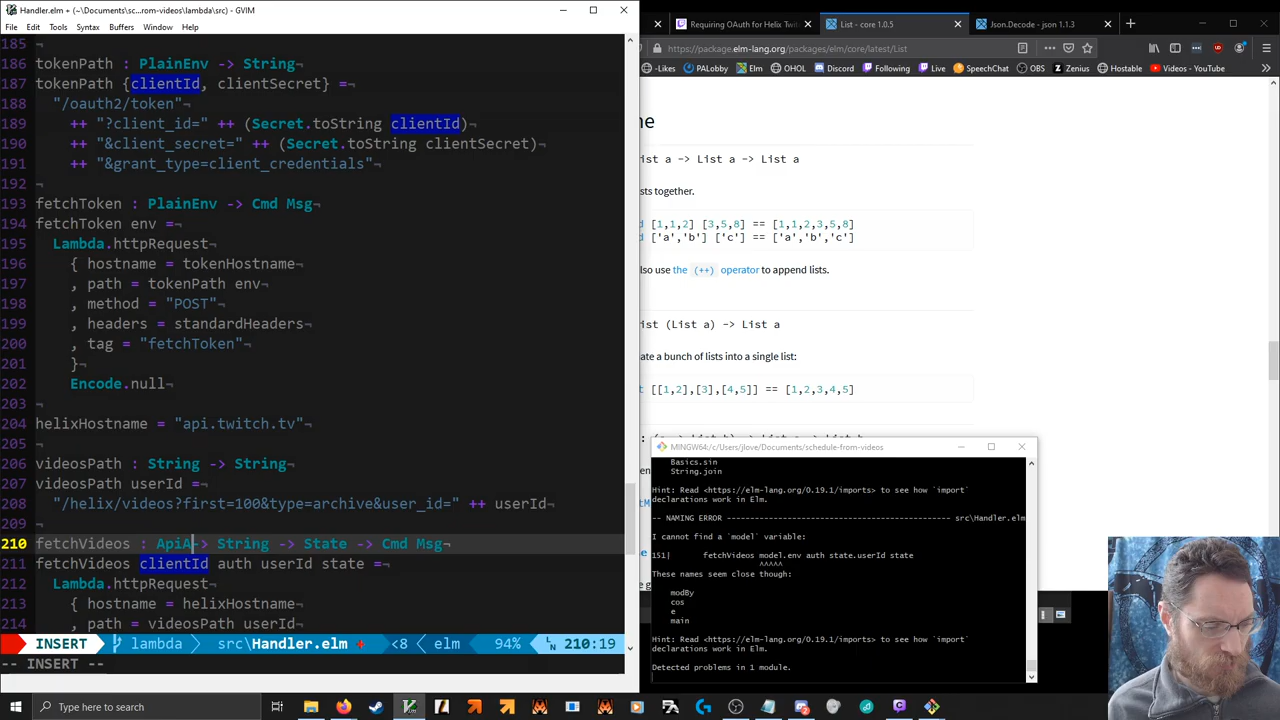 Handler.elm + (~\Documents\sc...rom-videos\lambda\src) - GVIM
File Edit Tools Syntax Buffers Window Help
185 ¬
186 tokenPath : PlainEnv -> String¬
187 tokenPath {clientId, clientSecret} =¬
188 "/oauth2/token"¬
189 ++ "?client_id=" ++ (Secret.toString clientId)¬
190 ++ "&client_secret=" ++ (Secret.toString clientSecret)¬
191 ++ "&grant_type=client_credentials"¬
192 ¬
193 fetchToken : PlainEnv -> Cmd Msg¬
194 fetchToken env =¬
195 Lambda.httpRequest¬
196 { hostname = tokenHostname¬
197 , path = tokenPath env¬
198 , method = "POST"¬
199 , headers = standardHeaders¬
200 , tag = "fetchToken"¬
201 }¬
202 Encode.null¬
203 ¬
204 helixHostname = "api.twitch.tv"¬
205 ¬
206 videosPath : String -> String¬
207 videosPath userId =¬
208 "/helix/videos?first=100&type=archive&user_id=" ++ userId¬
209 ¬
210 fetchVideos : ApiA-> String -> State -> Cmd Msg¬
211 fetchVideos clientId auth userId state =¬
212 Lambda.httpRequest¬
213 { hostname = helixHostname¬
214 , path = videosPath userId¬
INSERT lambda src\Handler.elm + <8 elm 94% LN 210:19
-- INSERT --
Requiring OAuth for Helix Twi
List - core 1.0.5
Json.Decode - json 1.1.3
https://package.elm-lang.org/packages/elm/core/latest/List
-Likes PALobby Elm OHOL Discord Following Live SpeechChat OBS Zenius Hostable Videos - YouTube
ne
ist a -> List a -> List a
sts together.
d [1,1,2] [3,5,8] == [1,1,2,3,5,8]
d ['a','b'] ['c'] == ['a','b','c']
lso use the (++) operator to append lists.
ist (List a) -> List a
ate a bunch of lists into a single list:
t [[1,2],[3],[4,5]] == [1,2,3,4,5]
MINGW64:/c/Users/jlove/Documents/schedule-from-videos
Basics.sin
String.join
Hint: Read <https://elm-lang.org/0.19.1/imports> to see how `import`
declarations work in Elm.
-- NAMING ERROR ---------------------------------------------- src\Handler.elm
I cannot find a `model` variable:
151| fetchVideos model.env auth state.userId state
^^^^^
These names seem close though:
modBy
cos
e
main
Hint: Read <https://elm-lang.org/0.19.1/imports> to see how `import`
declarations work in Elm.
Detected problems in 1 module.
Type here to search